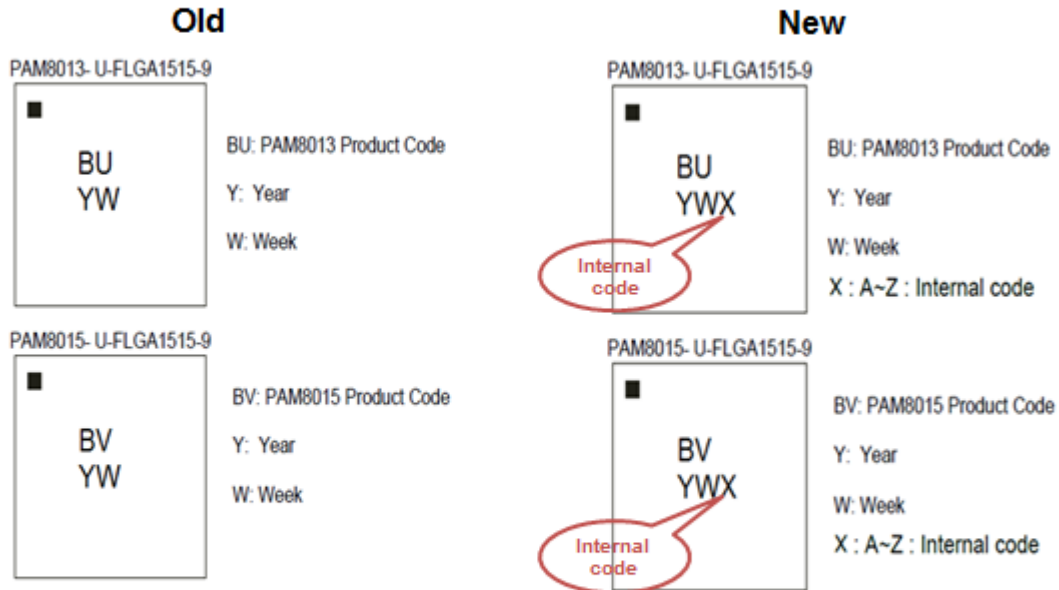 Old
PAM8013- U-FLGA1515-9
BU
YW
BU: PAM8013 Product Code
Y: Year
W: Week
PAM8015- U-FLGA1515-9
BV
YW
BV: PAM8015 Product Code
Y: Year
W: Week
New
PAM8013- U-FLGA1515-9
BU
YWX
Internal
code
BU: PAM8013 Product Code
Y: Year
W: Week
X : A~Z : Internal code
PAM8015- U-FLGA1515-9
BV
YWX
Internal
code
BV: PAM8015 Product Code
Y: Year
W: Week
X : A~Z : Internal code